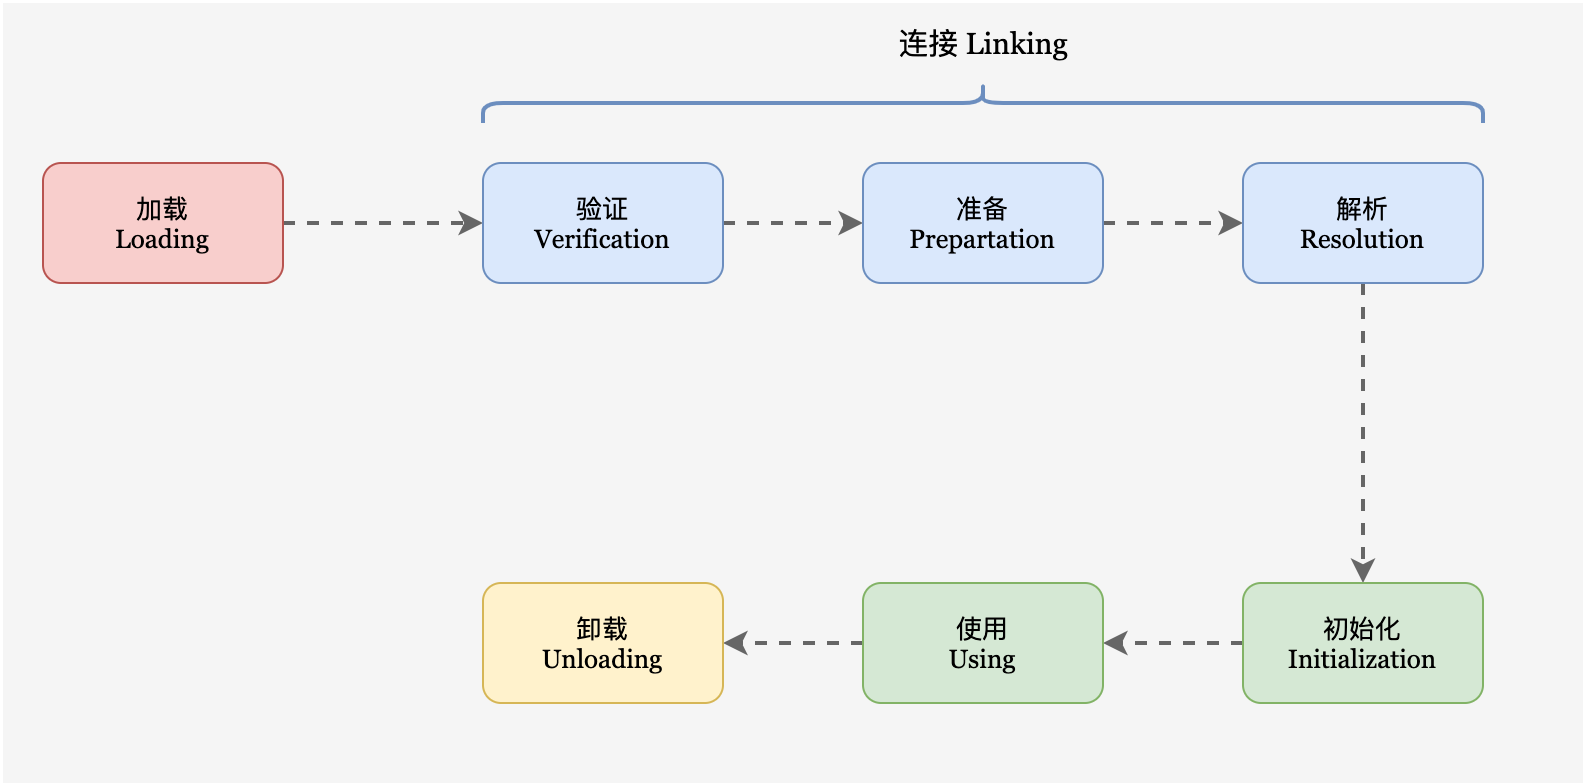 连接 Linking
加载
Loading
验证
Verification
准备
Prepartation
解析
Resolution
卸载
Unloading
使用
Using
初始化
Initialization